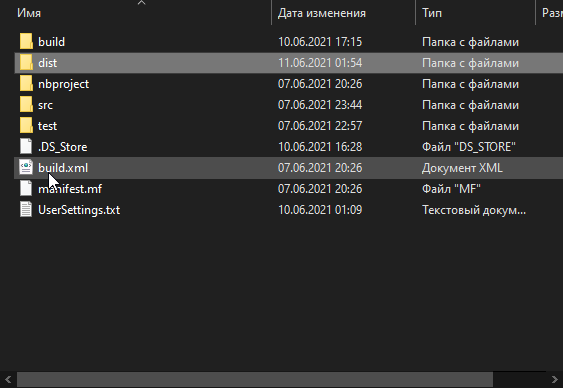 Имя Дата изменения Тип Разм
build 10.06.2021 17:15 Папка с файлами
dist 11.06.2021 01:54 Папка с файлами
nbproject 07.06.2021 20:26 Папка с файлами
src 07.06.2021 23:44 Папка с файлами
test 07.06.2021 22:57 Папка с файлами
.DS_Store 10.06.2021 16:28 Файл "DS_STORE"
build.xml 07.06.2021 20:26 Документ XML
manifest.mf 07.06.2021 20:26 Файл "MF"
UserSettings.txt 10.06.2021 01:09 Текстовый докум...